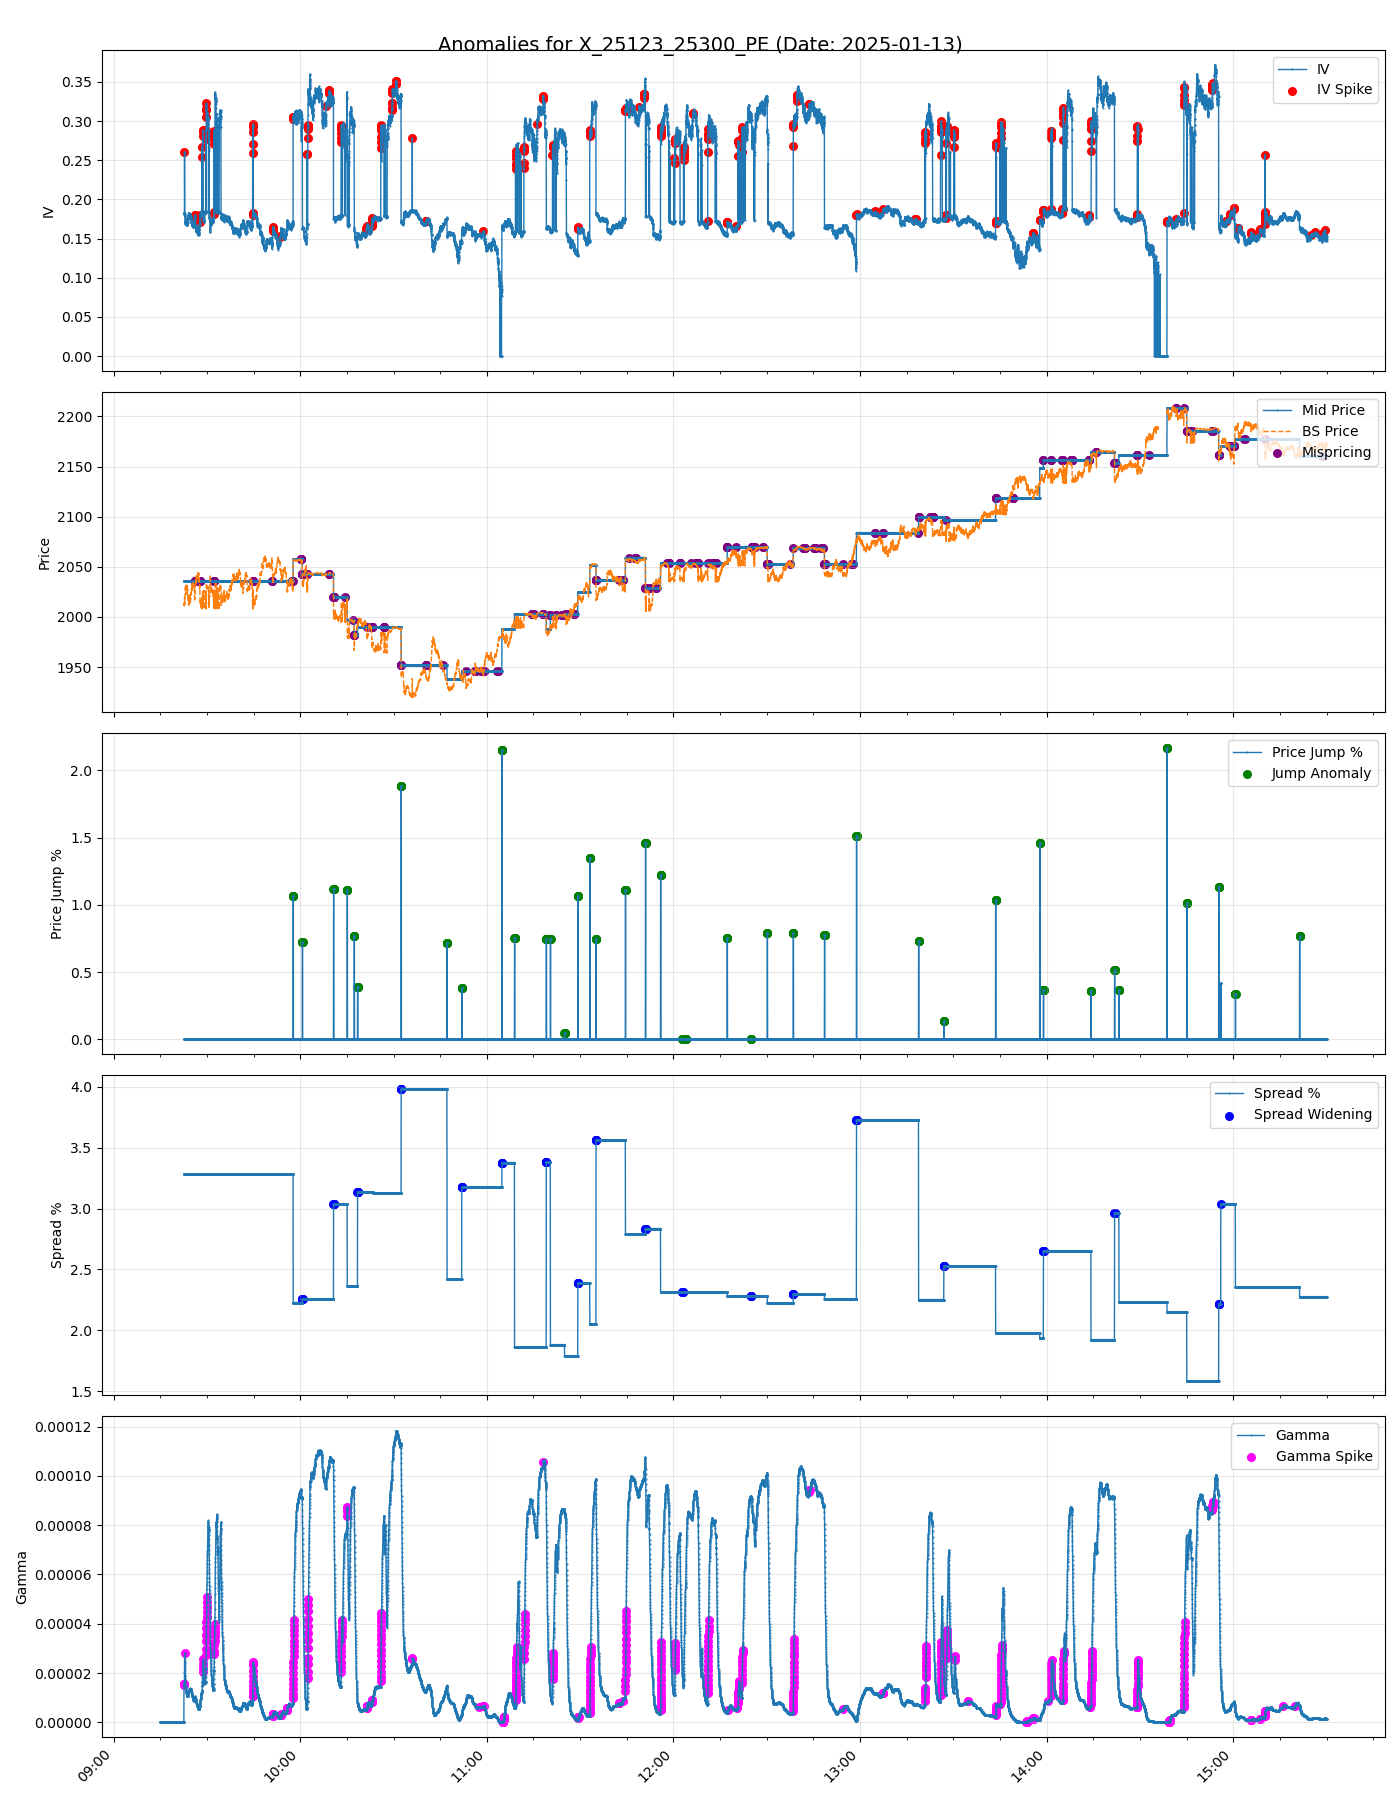 Anomalies for X_25123_25300_PE (Date: 2025-01-13)
IV
IV Spike
0.35
0.30
0.25
0.20
0.15
0.10
0.05
0.00
IV
Mid Price
BS Price
Mispricing
2200
2150
2100
2050
2000
1950
Price
Price Jump %
Jump Anomaly
2.0
1.5
1.0
0.5
0.0
Price Jump %
Spread %
Spread Widening
4.0
3.5
3.0
2.5
2.0
1.5
Spread %
Gamma
Gamma Spike
0.00012
0.00010
0.00008
0.00006
0.00004
0.00002
0.00000
Gamma
09:00
10:00
11:00
12:00
13:00
14:00
15:00